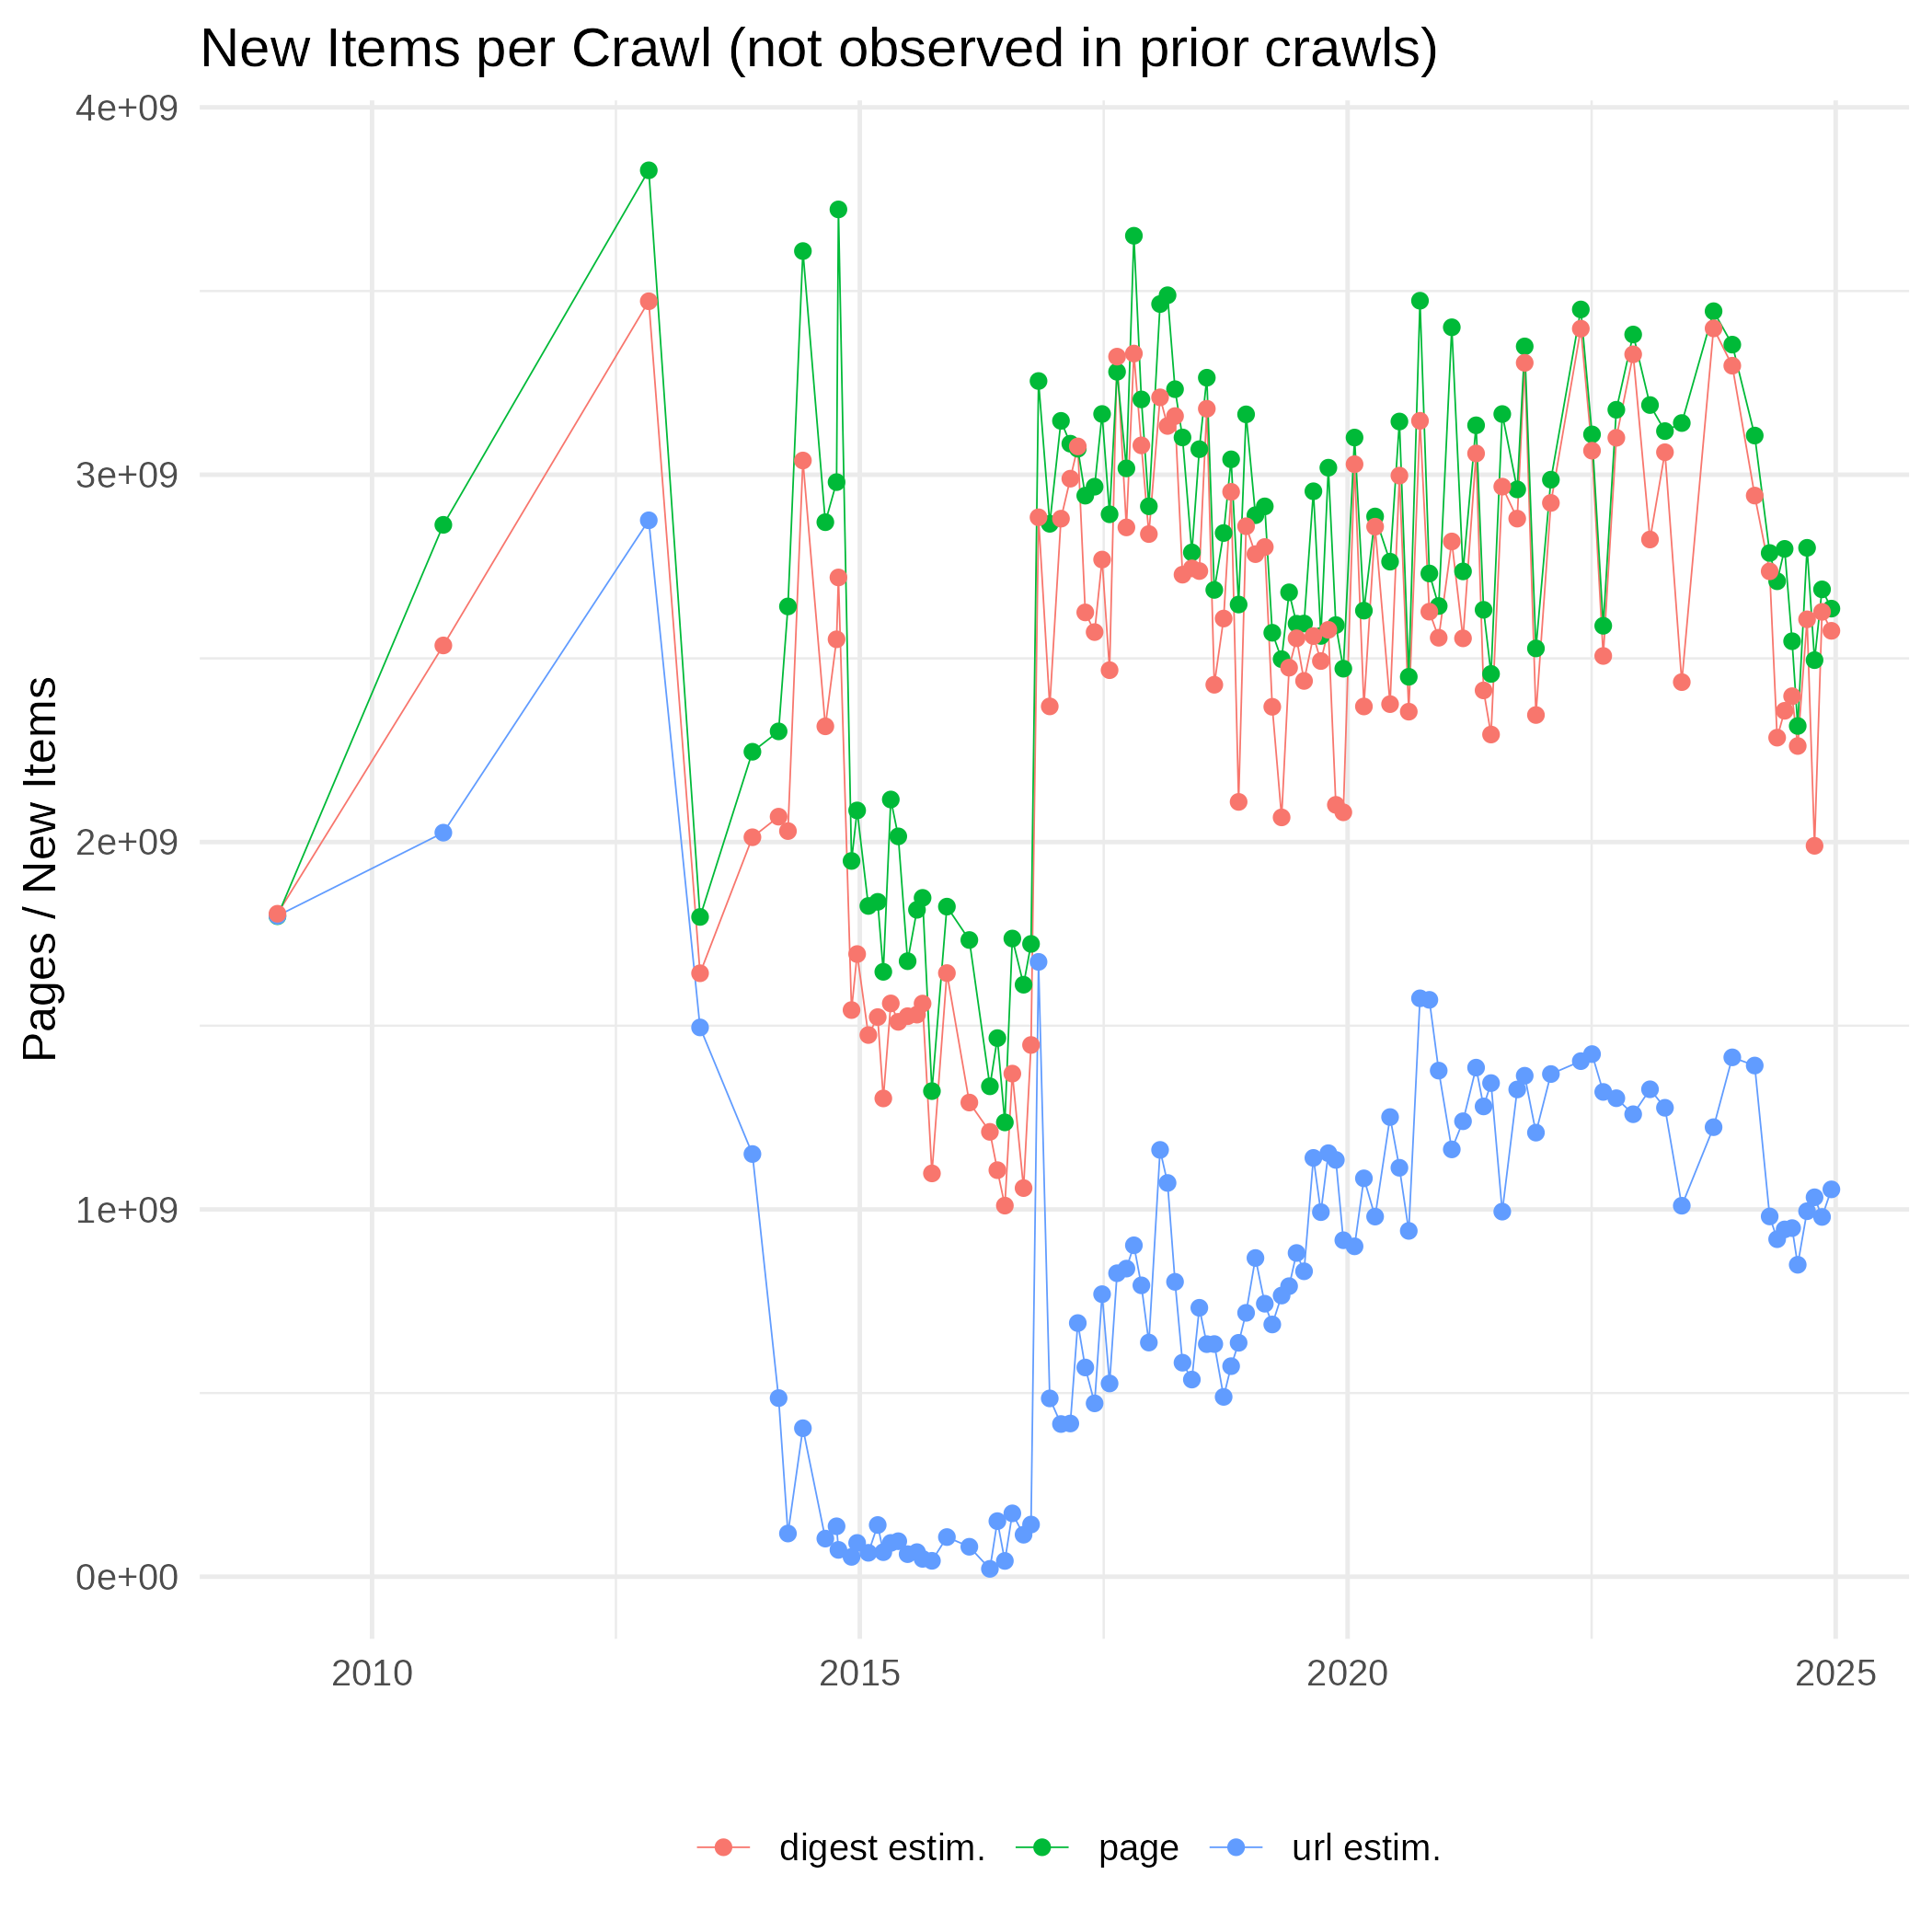 New Items per Crawl (not observed in prior crawls)
Pages / New Items
4e+09
3e+09
2e+09
1e+09
0e+00
2010 2015 2020 2025
digest estim. page url estim.